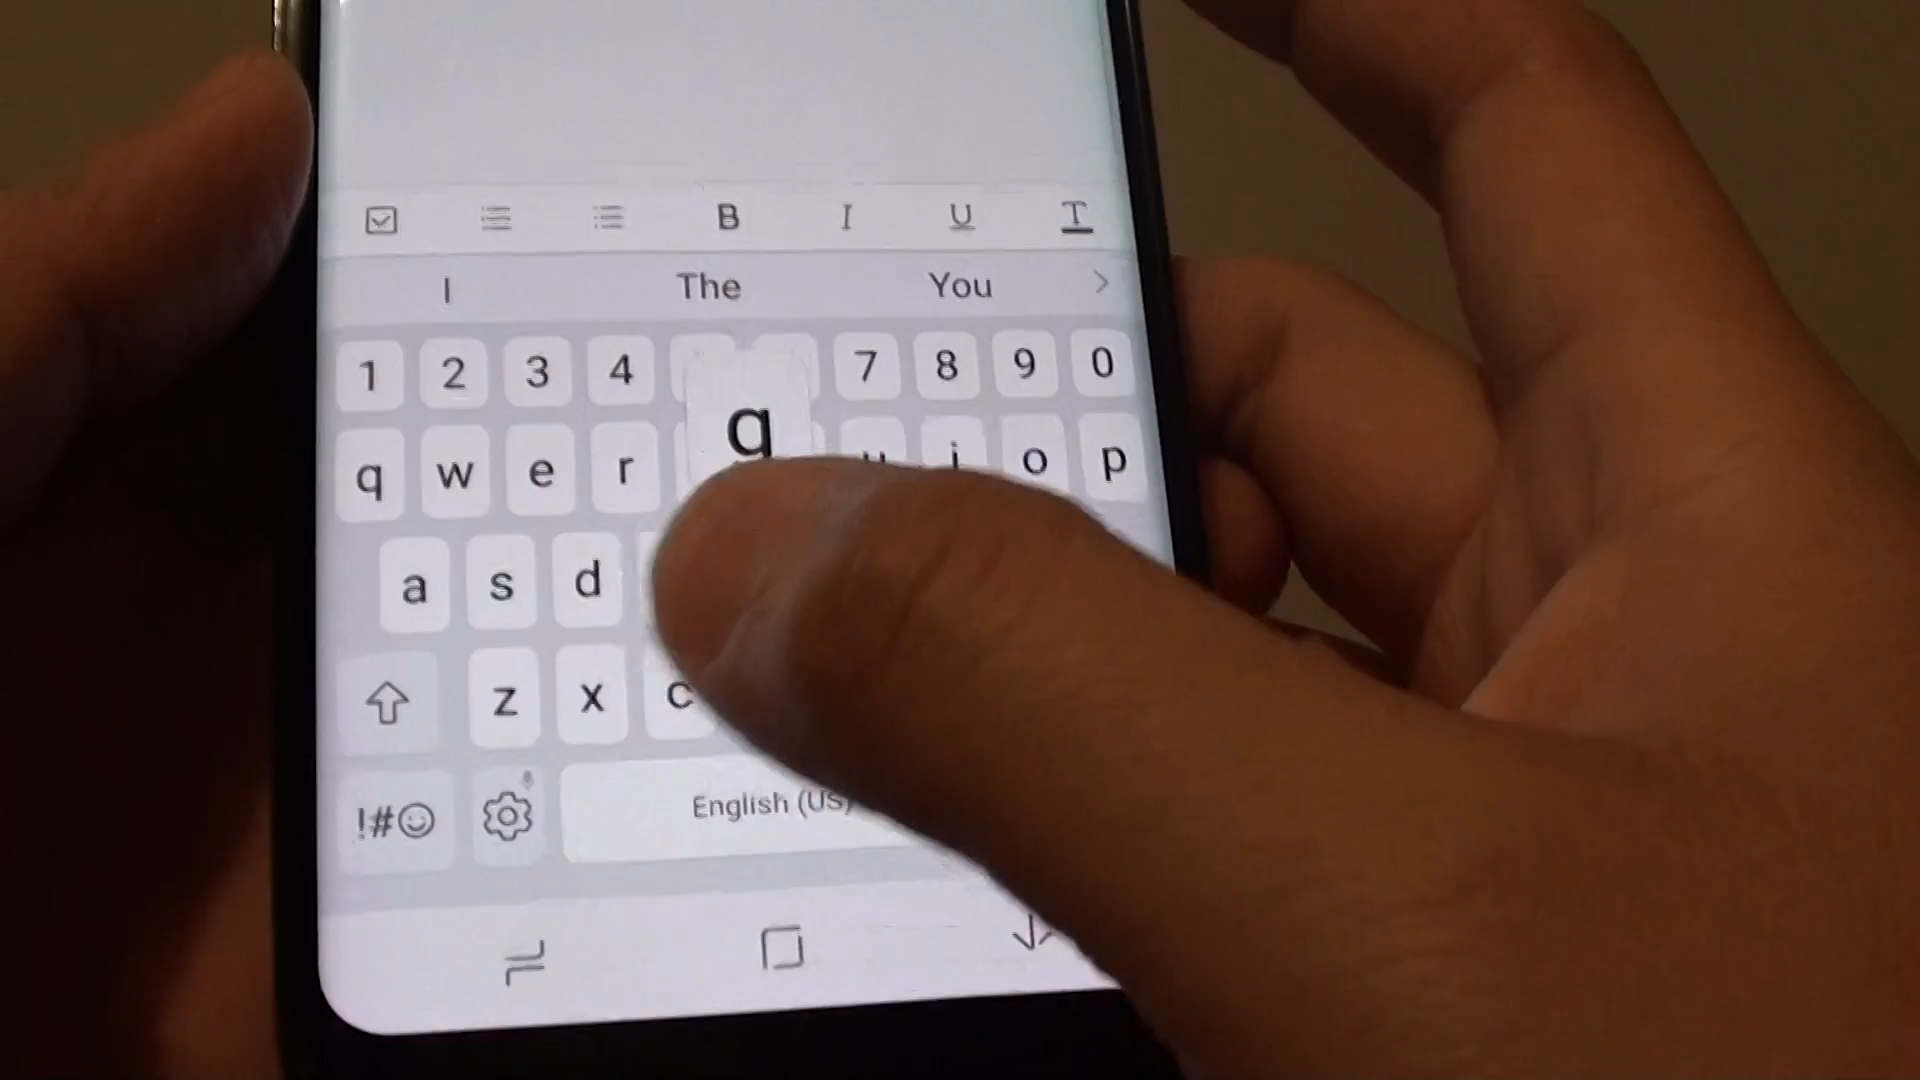 B I U T
I The You
1 2 3 4 7 8 9 0
g
q w e r u i o p
a s d
z x c
!#☺ English (US)